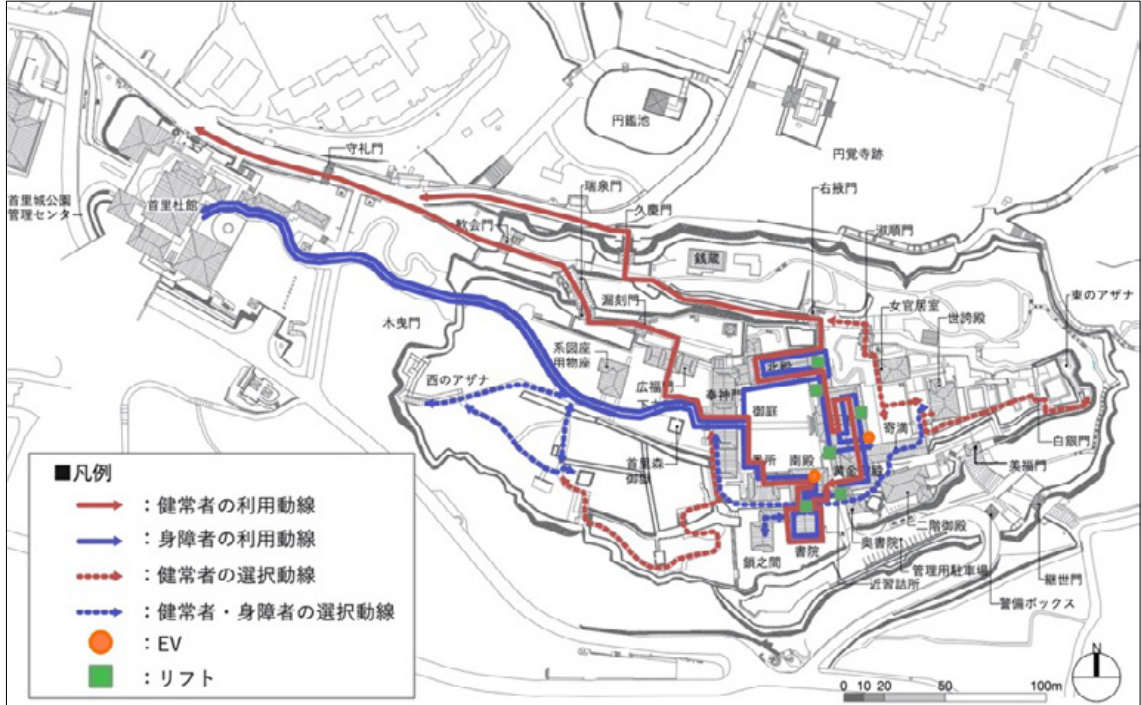 円鑑池
円覚寺跡
守礼門
瑞泉門
右掖門
首里城公園
管理センター
首里杜館
久慶門
淑順門
歓会門
銭蔵
女官居室
世誇殿
東のアザナ
漏刻門
木曳門
系図座
用物座
西のアザナ
広福門
奉神門
北殿
御庭
寄満
白銀門
首里森
御嶽
番所
南殿
美福門
二階御殿
鎖之間
書院
奥書院
管理用駐車場
近習詰所
継世門
警備ボックス
■凡例
：健常者の利用動線
：身障者の利用動線
：健常者の選択動線
：健常者・身障者の選択動線
：EV
：リフト
N
0 10 20 50 100m